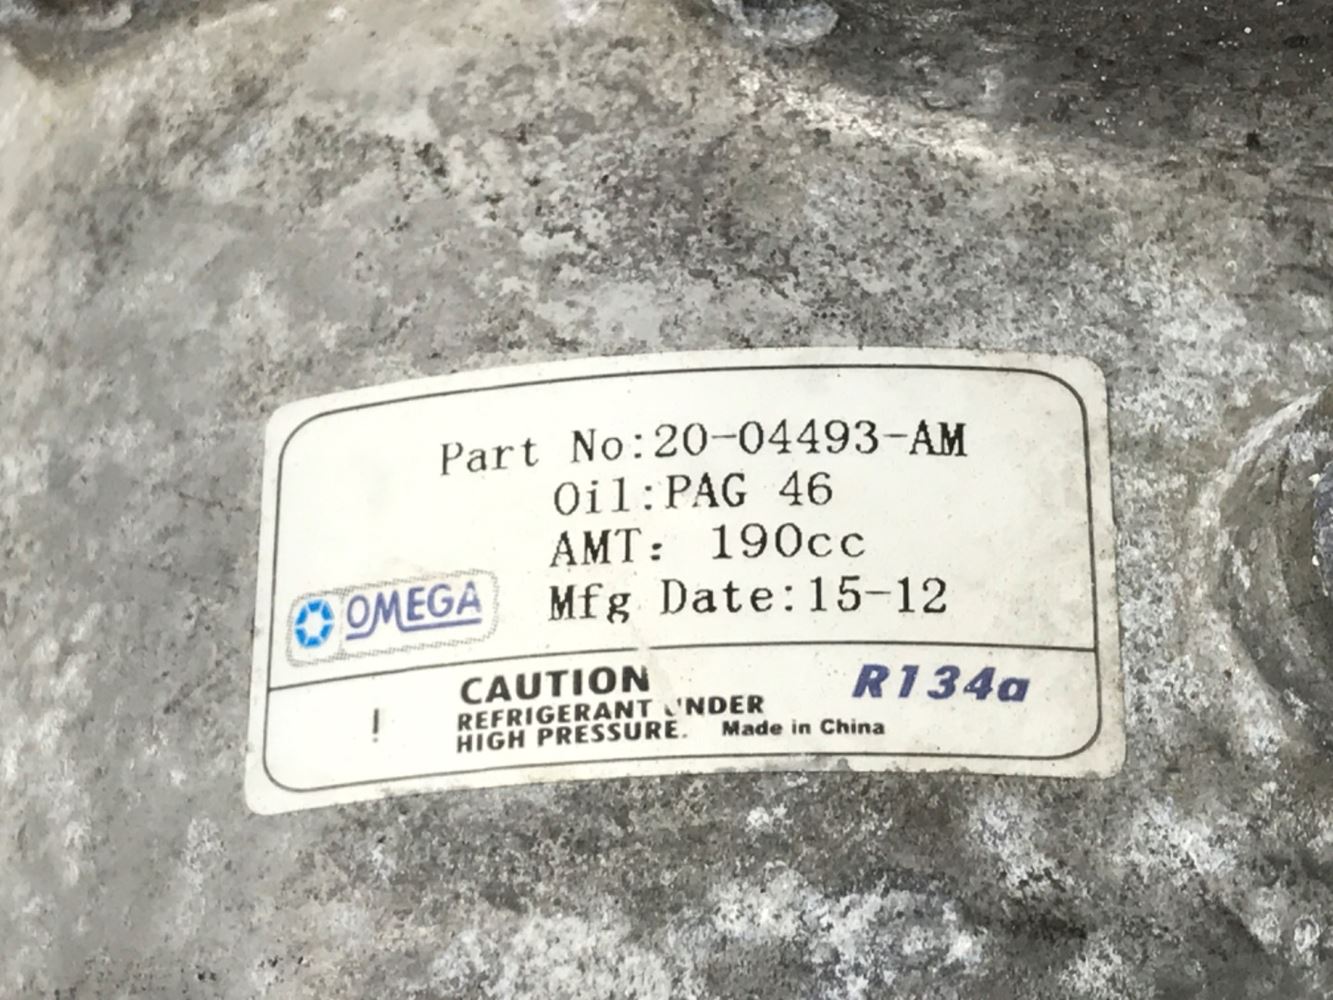 Part No:20-04493-AM
Oil:PAG 46
AMT: 190cc
Mfg Date:15-12
OMEGA
! CAUTION
REFRIGERANT UNDER
HIGH PRESSURE. Made in China
R134a